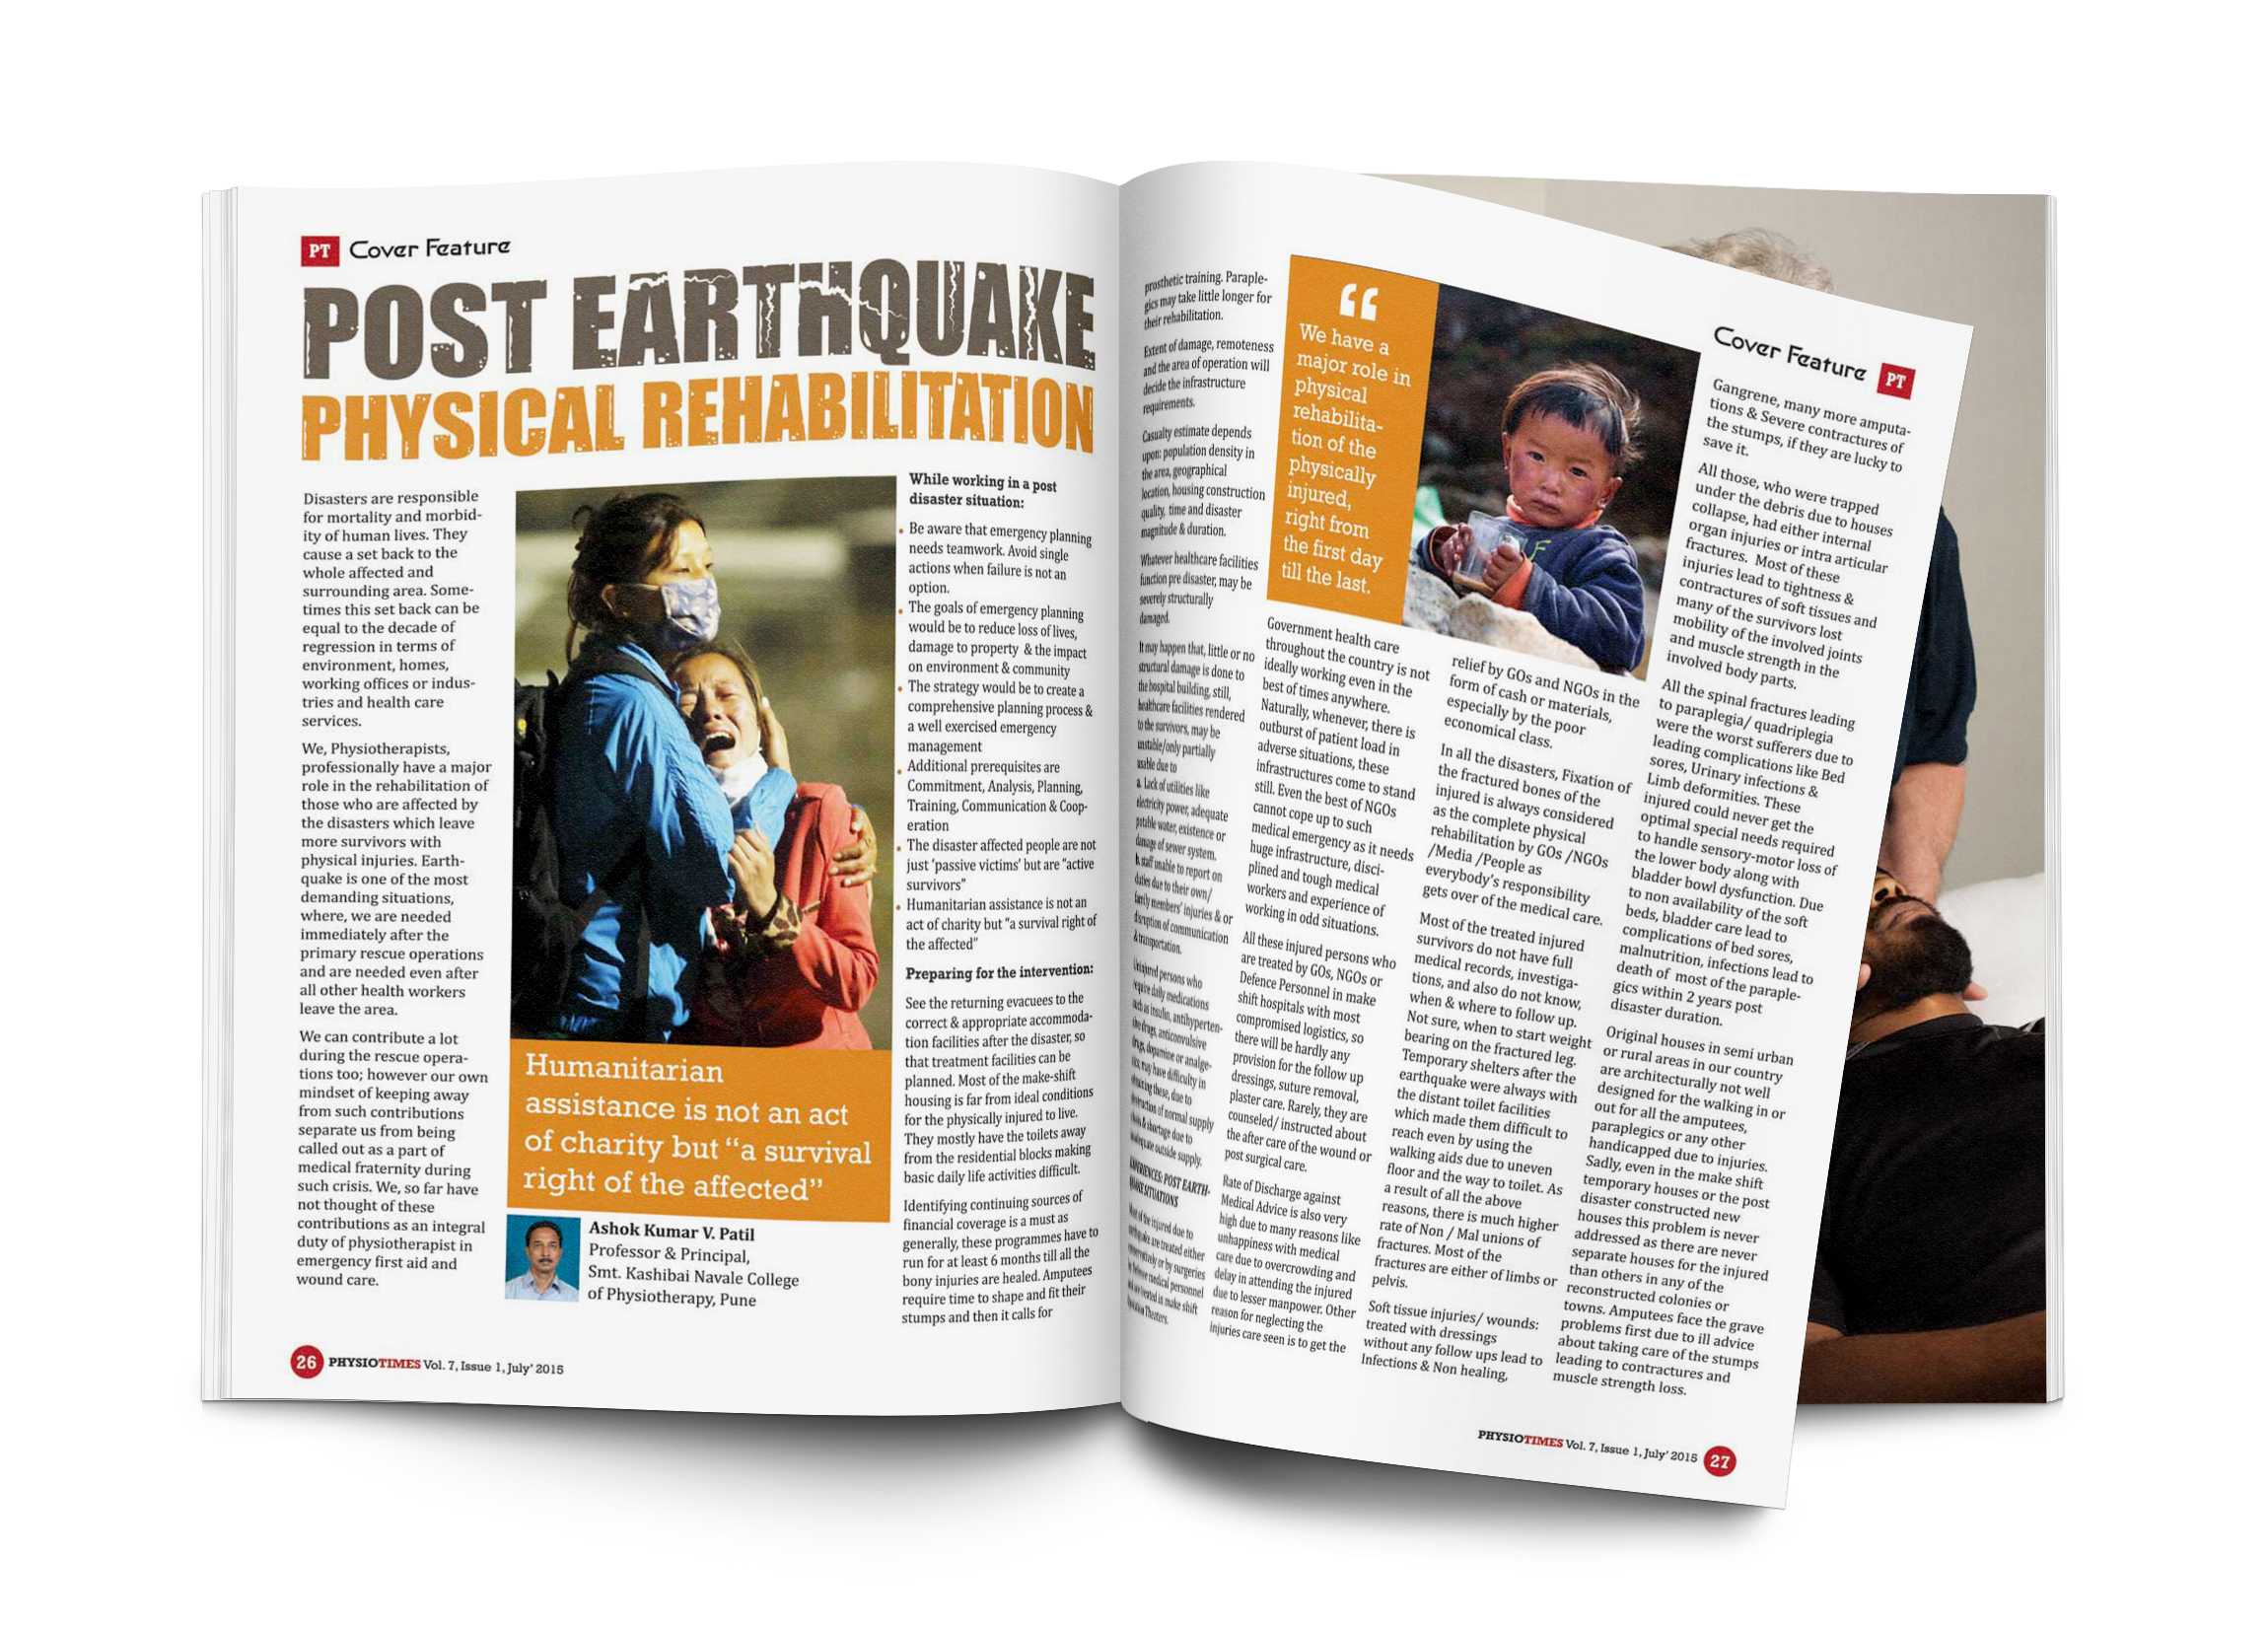 PT Cover Feature
POST EARTHQUAKE
PHYSICAL REHABILITATION
Disasters are responsible
for mortality and morbid-
ity of human lives. They
cause a set back to the
whole affected and
surrounding area. Some-
times this set back can be
equal to the decade of
regression in terms of
environment, homes,
working offices or indus-
tries and health care
services.
We, Physiotherapists,
professionally have a major
role in the rehabilitation of
those who are affected by
the disasters which leave
more survivors with
physical injuries. Earth-
quake is one of the most
demanding situations,
where, we are needed
immediately after the
primary rescue operations
and are needed even after
all other health workers
leave the area.
We can contribute a lot
during the rescue opera-
tions too; however our own
mindset of keeping away
from such contributions
separate us from being
called out as a part of
medical fraternity during
such crisis. We, so far have
not thought of these
contributions as an integral
duty of physiotherapist in
emergency first aid and
wound care.
Humanitarian
assistance is not an act
of charity but “a survival
right of the affected”
Ashok Kumar V. Patil
Professor & Principal,
Smt. Kashibai Navale College
of Physiotherapy, Pune
While working in a post
disaster situation:
• Be aware that emergency planning
needs teamwork. Avoid single
actions when failure is not an
option.
• The goals of emergency planning
would be to reduce loss of lives,
damage to property & the impact
on environment & community
• The strategy would be to create a
comprehensive planning process &
a well exercised emergency
management
• Additional prerequisites are
Commitment, Analysis, Planning,
Training, Communication & Coop-
eration
• The disaster affected people are not
just ‘passive victims’ but are “active
survivors”
• Humanitarian assistance is not an
act of charity but “a survival right of
the affected”
Preparing for the intervention:
See the returning evacuees to the
correct & appropriate accommoda-
tion facilities after the disaster, so
that treatment facilities can be
planned. Most of the make-shift
housing is far from ideal conditions
for the physically injured to live.
They mostly have the toilets away
from the residential blocks making
basic daily life activities difficult.
Identifying continuing sources of
financial coverage is a must as
generally, these programmes have to
run for at least 6 months till all the
bony injuries are healed. Amputees
require time to shape and fit their
stumps and then it calls for
26 PHYSIOTIMES Vol. 7, Issue 1, July’ 2015
prosthetic training. Paraple-
gics may take little longer for
their rehabilitation.
Extent of damage, remoteness
and the area of operation will
decide the infrastructure
requirements.
Casualty estimate depends
upon: population density in
the area, geographical
location, housing construction
quality, time and disaster
magnitude & duration.
Whatever healthcare facilities
function pre disaster, may be
severely structurally
damaged.
It may happen that, little or no
structural damage is done to
the hospital building, still,
healthcare facilities rendered
to the survivors, may be
unstable/only partially
usable due to
a. Lack of utilities like
electricity power, adequate
potable water, existence or
damage of sewer system.
b. staff unable to report on
duties due to their own/
family members’ injuries & or
disruption of communication
& transportation.
Uninjured persons who
require daily medications
such as insulin, antihyperten-
sive drugs, anticonvulsive
drugs, dopamine or analge-
sics, may have difficulty in
obtaining these, due to
of normal supply
& shortage due to
inadequate outside supply.
EXPERIENCES: POST EARTH-
QUAKE SITUATIONS
Most of the injured due to
earthquake are treated either
or by surgeries
medical personnel
in make shift
Operation Theaters.
“
We have a
major role in
physical
rehabilita-
tion of the
physically
injured,
right from
the first day
till the last.
Government health care
throughout the country is not
ideally working even in the
best of times anywhere.
Naturally, whenever, there is
outburst of patient load in
adverse situations, these
infrastructures come to stand
still. Even the best of NGOs
cannot cope up to such
medical emergency as it needs
huge infrastructure, disci-
plined and tough medical
workers and experience of
working in odd situations.
All these injured persons who
are treated by GOs, NGOs or
Defence Personnel in make
shift hospitals with most
compromised logistics, so
there will be hardly any
provision for the follow up
dressings, suture removal,
plaster care. Rarely, they are
counseled/ instructed about
the after care of the wound or
post surgical care.
Rate of Discharge against
Medical Advice is also very
high due to many reasons like
unhappiness with medical
care due to overcrowding and
delay in attending the injured
due to lesser manpower. Other
reason for neglecting the
injuries care seen is to get the
relief by GOs and NGOs in the
form of cash or materials,
especially by the poor
economical class.
In all the disasters, Fixation of
the fractured bones of the
injured is always considered
as the complete physical
rehabilitation by GOs /NGOs
/Media /People as
everybody’s responsibility
gets over of the medical care.
Most of the treated injured
survivors do not have full
medical records, investiga-
tions, and also do not know,
when & where to follow up.
Not sure, when to start weight
bearing on the fractured leg.
Temporary shelters after the
earthquake were always with
the distant toilet facilities
which made them difficult to
reach even by using the
walking aids due to uneven
floor and the way to toilet. As
a result of all the above
reasons, there is much higher
rate of Non / Mal unions of
fractures. Most of the
fractures are either of limbs or
pelvis.
Soft tissue injuries/ wounds:
treated with dressings
without any follow ups lead to
Infections & Non healing,
Cover Feature PT
Gangrene, many more amputa-
tions & Severe contractures of
the stumps, if they are lucky to
save it.
All those, who were trapped
under the debris due to houses
collapse, had either internal
organ injuries or intra articular
fractures. Most of these
injuries lead to tightness &
contractures of soft tissues and
many of the survivors lost
mobility of the involved joints
and muscle strength in the
involved body parts.
All the spinal fractures leading
to paraplegia/ quadriplegia
were the worst sufferers due to
leading complications like Bed
sores, Urinary infections &
Limb deformities. These
injured could never get the
optimal special needs required
to handle sensory-motor loss of
the lower body along with
bladder bowl dysfunction. Due
to non availability of the soft
beds, bladder care lead to
complications of bed sores,
malnutrition, infections lead to
death of most of the paraple-
gics within 2 years post
disaster duration.
Original houses in semi urban
or rural areas in our country
are architecturally not well
designed for the walking in or
out for all the amputees,
paraplegics or any other
handicapped due to injuries.
Sadly, even in the make shift
temporary houses or the post
disaster constructed new
houses this problem is never
addressed as there are never
separate houses for the injured
than others in any of the
reconstructed colonies or
towns. Amputees face the grave
problems first due to ill advice
about taking care of the stumps
leading to contractures and
muscle strength loss.
PHYSIOTIMES Vol. 7, Issue 1, July’ 2015 27